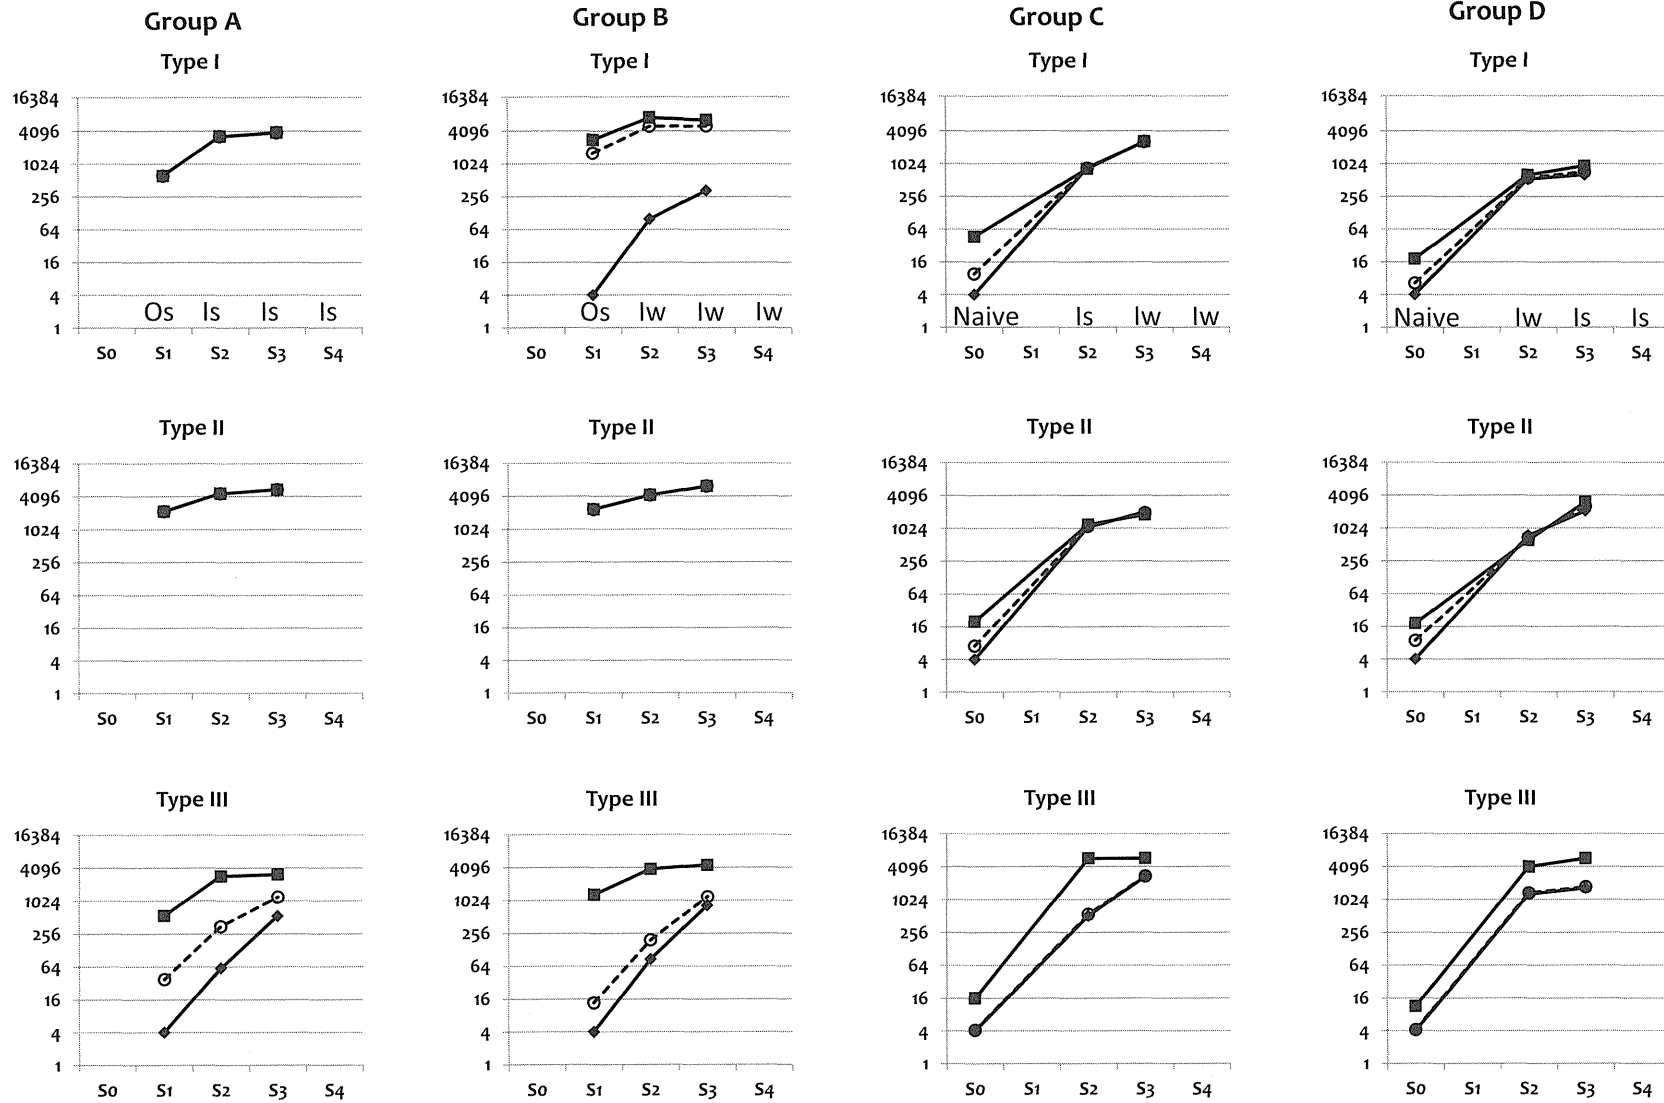 Group A Group B Group C Group D
Type I Type I Type I Type I
16384 16384 16384 16384
4096 4096 4096 4096
1024 1024 1024 1024
256 256 256 256
64 64 64 64
16 16 16 16
4 4 4 4
Os Is Is Is Os Iw Iw Iw Naive Is Iw Iw Naive Iw Is Is
1 1 1 1
S0 S1 S2 S3 S4 S0 S1 S2 S3 S4 S0 S1 S2 S3 S4 S0 S1 S2 S3 S4
Type II Type II Type II Type II
16384 16384 16384 16384
4096 4096 4096 4096
1024 1024 1024 1024
256 256 256 256
64 64 64 64
16 16 16 16
4 4 4 4
1 1 1 1
S0 S1 S2 S3 S4 S0 S1 S2 S3 S4 S0 S1 S2 S3 S4 S0 S1 S2 S3 S4
Type III Type III Type III Type III
16384 16384 16384 16384
4096 4096 4096 4096
1024 1024 1024 1024
256 256 256 256
64 64 64 64
16 16 16 16
4 4 4 4
1 1 1 1
S0 S1 S2 S3 S4 S0 S1 S2 S3 S4 S0 S1 S2 S3 S4 S0 S1 S2 S3 S4